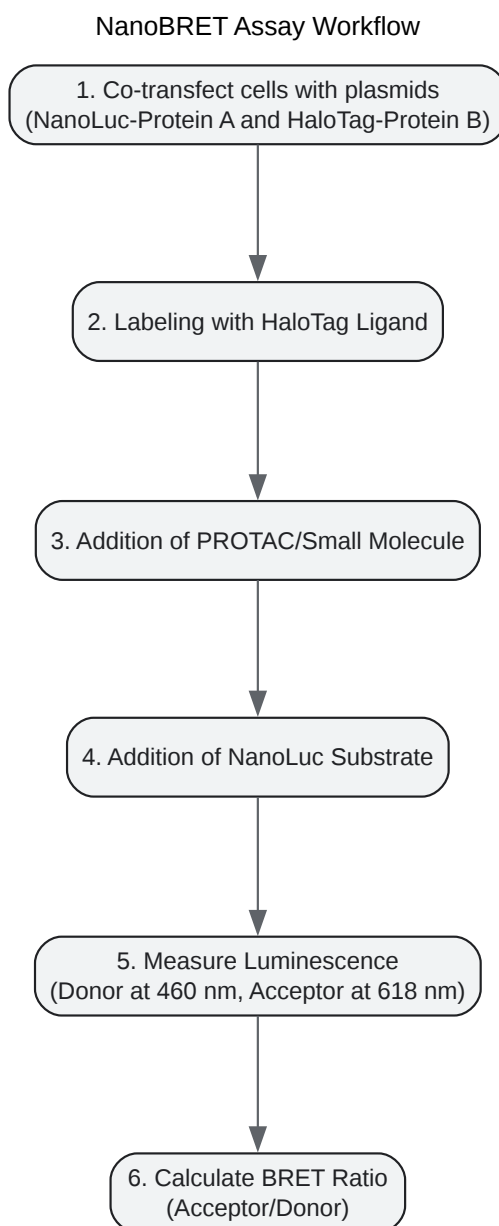 NanoBRET Assay Workflow
1. Co-transfect cells with plasmids
(NanoLuc-Protein A and HaloTag-Protein B)
2. Labeling with HaloTag Ligand
3. Addition of PROTAC/Small Molecule
4. Addition of NanoLuc Substrate
5. Measure Luminescence
(Donor at 460 nm, Acceptor at 618 nm)
6. Calculate BRET Ratio
(Acceptor/Donor)